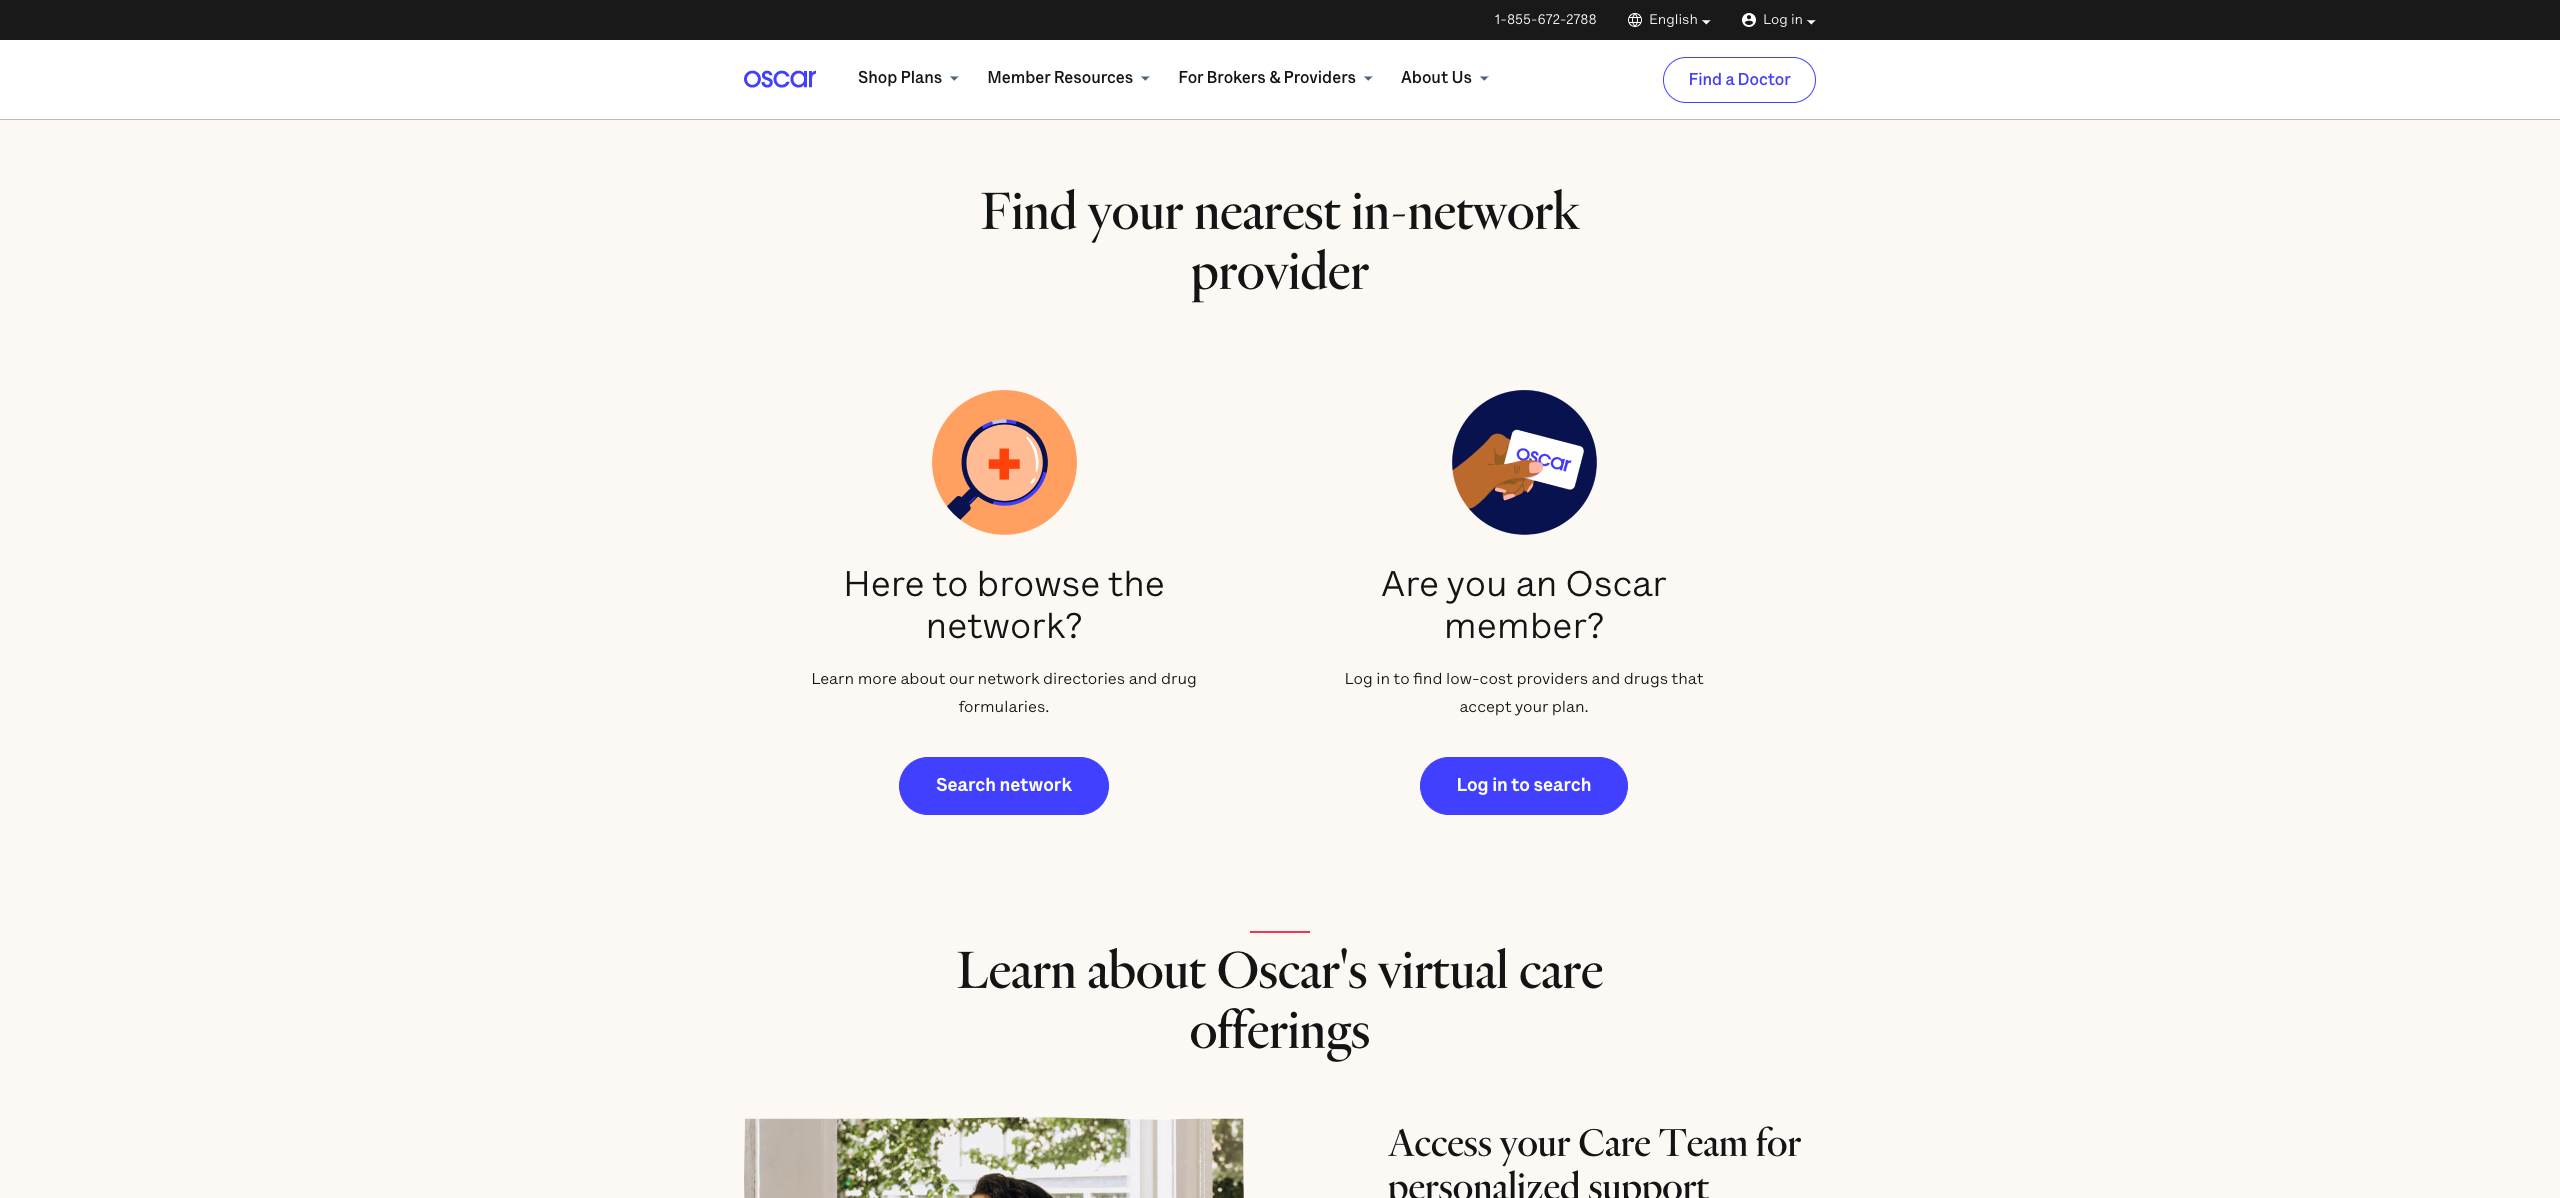 1-855-672-2788 English Log in
oscar Shop Plans Member Resources For Brokers & Providers About Us Find a Doctor
Find your nearest in-network
provider
oscar
Here to browse the
network?
Learn more about our network directories and drug
formularies.
Search network
Are you an Oscar
member?
Log in to find low-cost providers and drugs that
accept your plan.
Log in to search
Learn about Oscar's virtual care
offerings
Access your Care Team for
personalized support